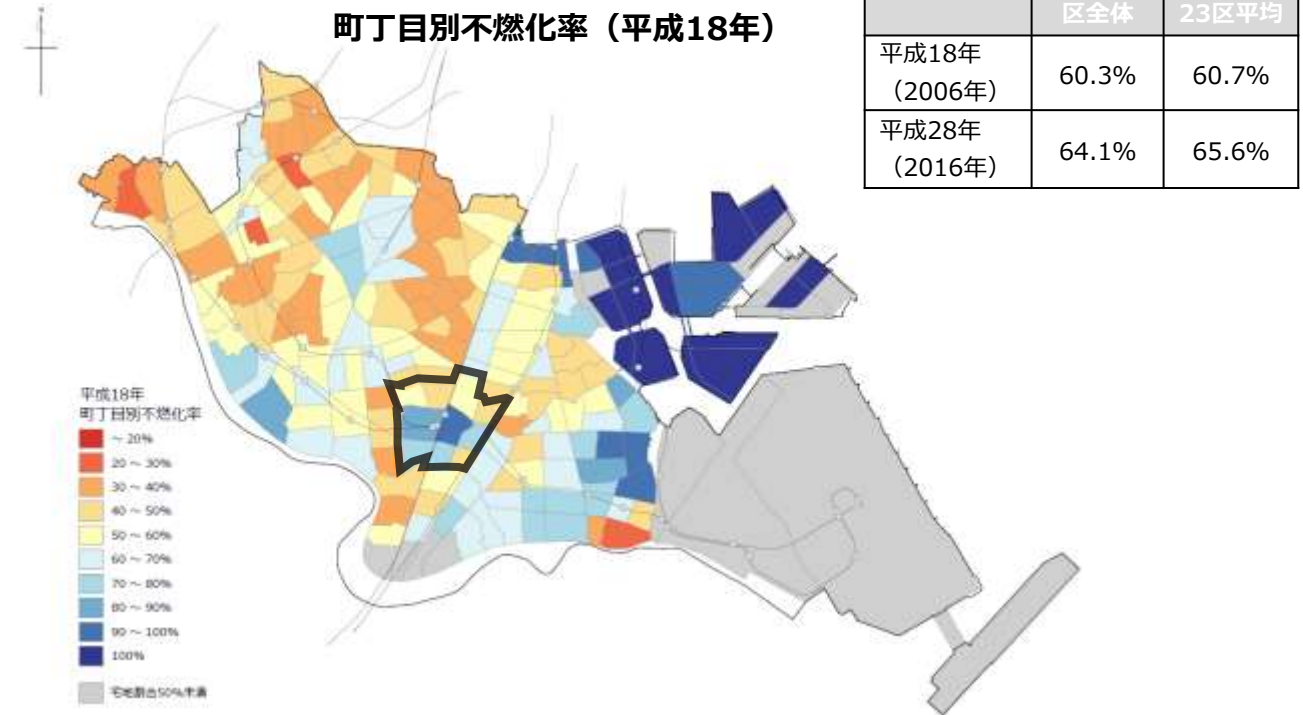 町丁目別不燃化率（平成18年）
区全体 23区平均
平成18年
（2006年） 60.3% 60.7%
平成28年
（2016年） 64.1% 65.6%
平成18年
町丁目別不燃化率
～ 20%
20 ～ 30%
30 ～ 40%
40 ～ 50%
50 ～ 60%
60 ～ 70%
70 ～ 80%
80 ～ 90%
90 ～ 100%
100%
宅地割合50%未満